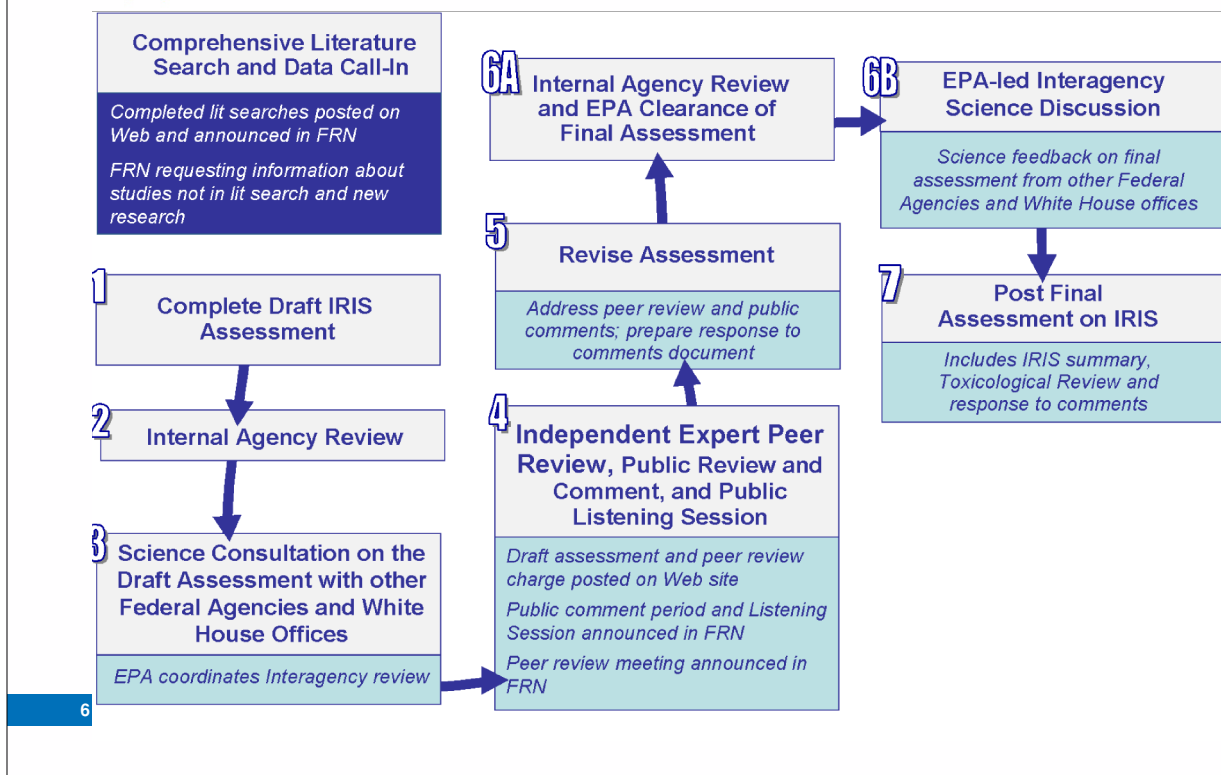 Comprehensive Literature
Search and Data Call-In
Completed lit searches posted on
Web and announced in FRN
FRN requesting information about
studies not in lit search and new
research
1
Complete Draft IRIS
Assessment
2
Internal Agency Review
3
Science Consultation on the
Draft Assessment with other
Federal Agencies and White
House Offices
EPA coordinates Interagency review
4
Independent Expert Peer
Review, Public Review and
Comment, and Public
Listening Session
Draft assessment and peer review
charge posted on Web site
Public comment period and Listening
Session announced in FRN
Peer review meeting announced in
FRN
5
Revise Assessment
Address peer review and public
comments; prepare response to
comments document
6A
Internal Agency Review
and EPA Clearance of
Final Assessment
6B
EPA-led Interagency
Science Discussion
Science feedback on final
assessment from other Federal
Agencies and White House offices
7
Post Final
Assessment on IRIS
Includes IRIS summary,
Toxicological Review and
response to comments
6